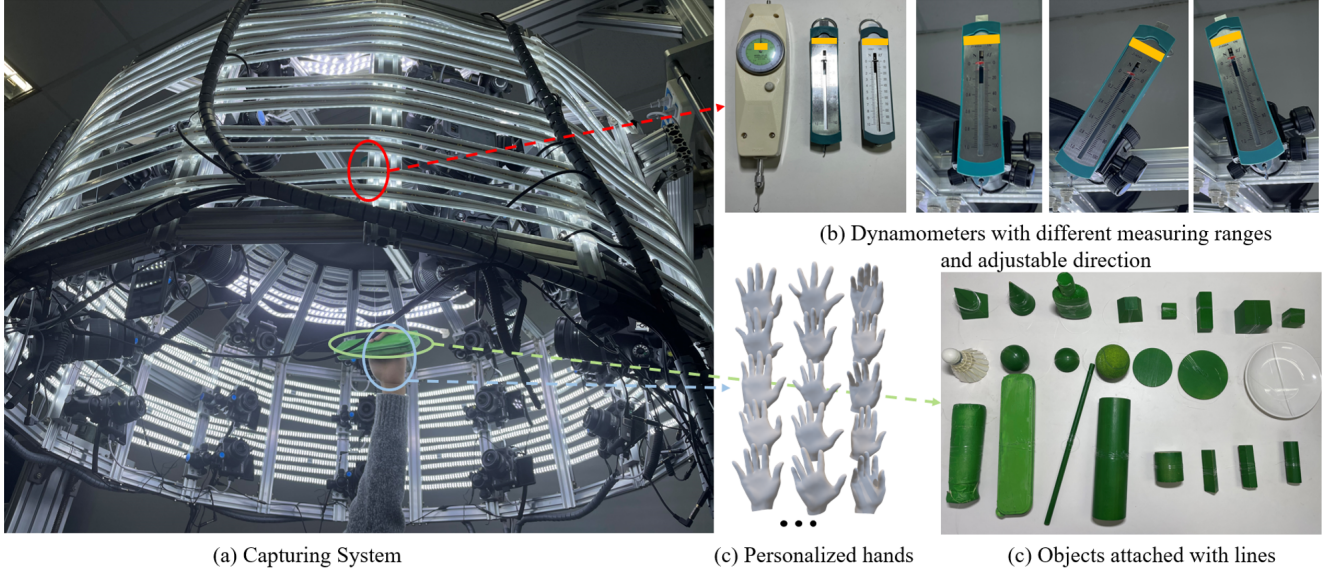 (b) Dynamometers with different measuring ranges
and adjustable direction
(a) Capturing System
(c) Personalized hands
(c) Objects attached with lines